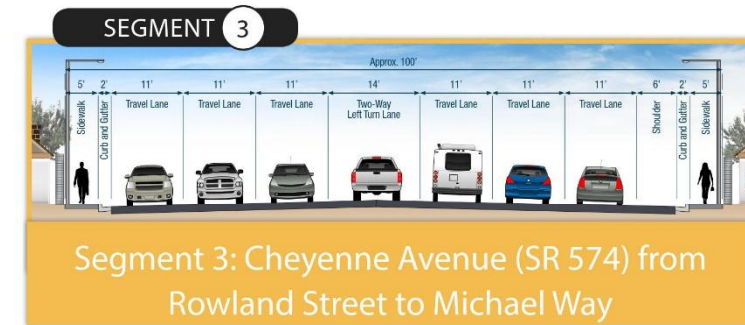 SEGMENT 3
Approx. 100'
5' 2' 11' 11' 11' 14' 11' 11' 11' 6' 2' 5'
Sidewalk
Curb and Gutter
Travel Lane
Travel Lane
Travel Lane
Two-Way
Left Turn Lane
Travel Lane
Travel Lane
Travel Lane
Shoulder
Curb and Gutter
Sidewalk
Segment 3: Cheyenne Avenue (SR 574) from
Rowland Street to Michael Way